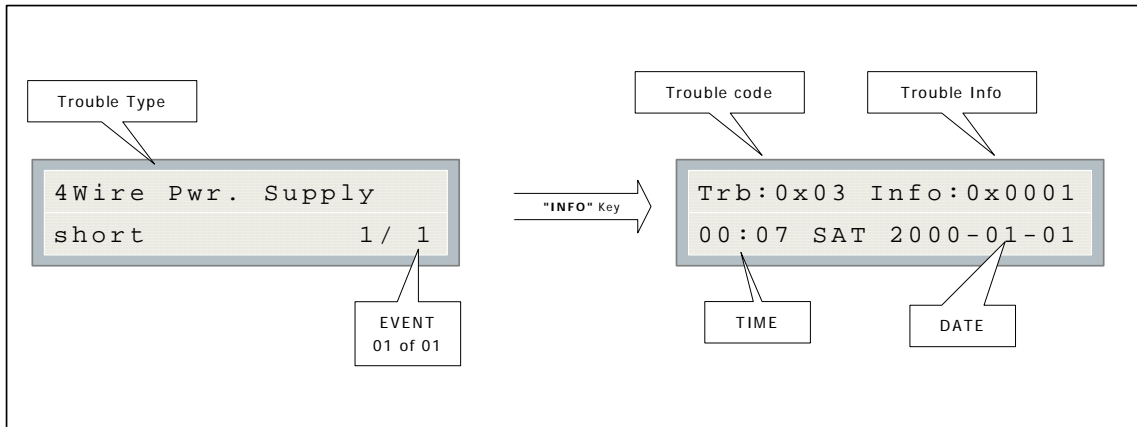 Trouble Type
4Wire Pwr. Supply
short 1/ 1
EVENT
01 of 01
"INFO" Key
Trouble code
Trouble Info
Trb:0x03 Info:0x0001
00:07 SAT 2000-01-01
TIME
DATE